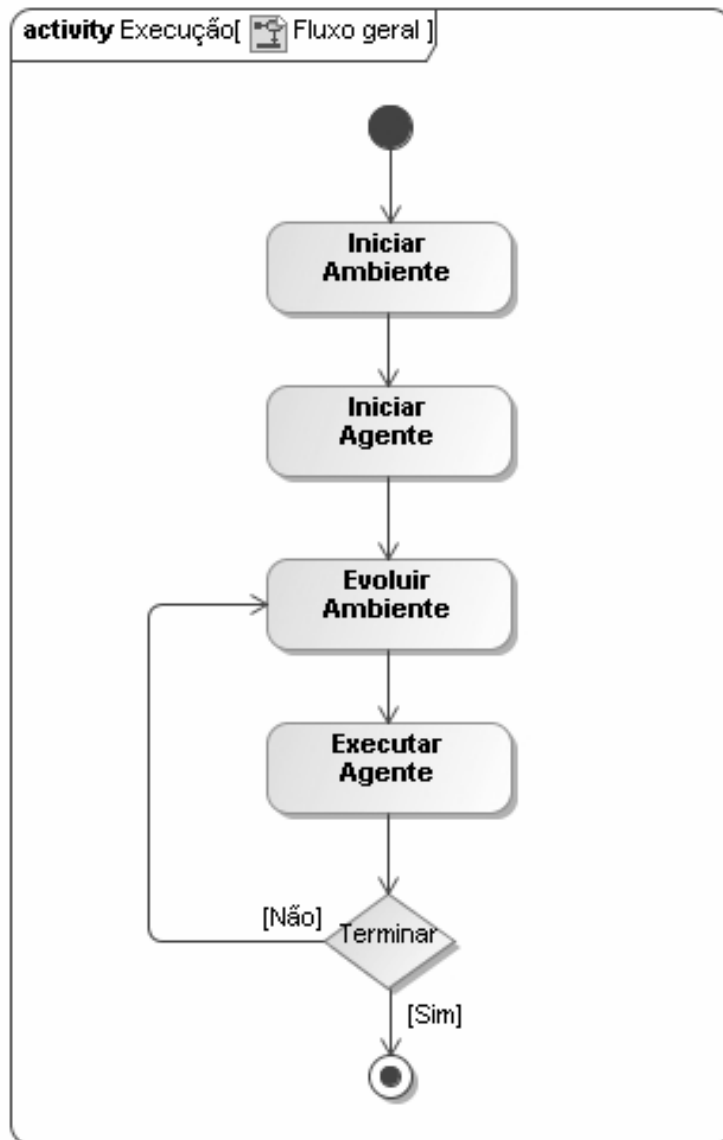 activity Execução[ Fluxo geral ]
Iniciar
Ambiente
Iniciar
Agente
Evoluir
Ambiente
Executar
Agente
[Não]
Terminar
[Sim]